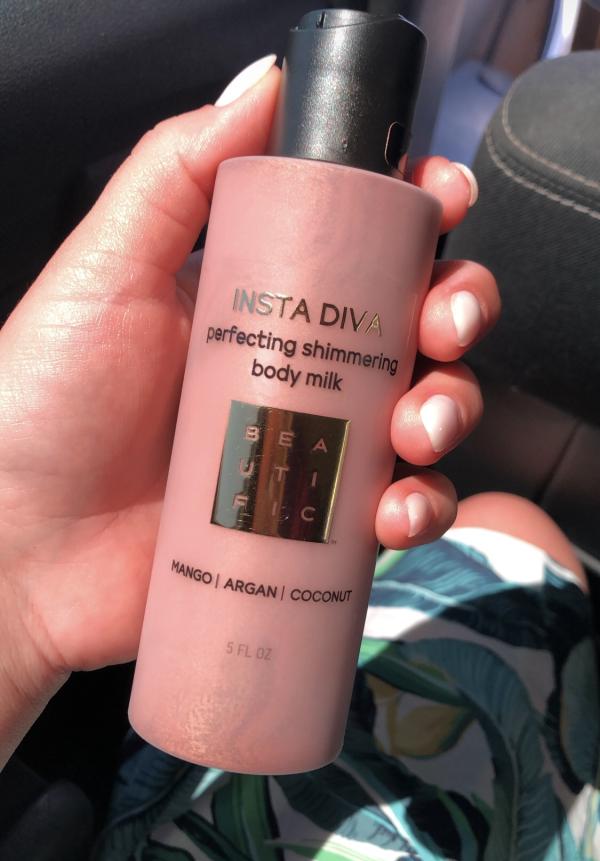 INSTA DIVA
perfecting shimmering
body milk
BEA
UTI
FIC
MANGO | ARGAN | COCONUT
5 FL OZ